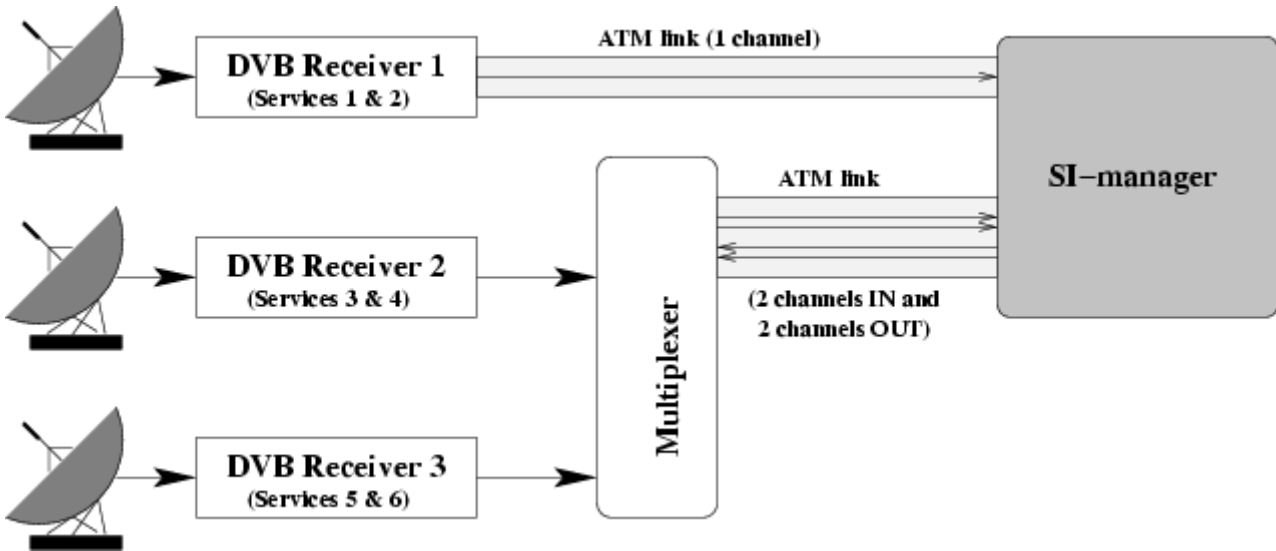 ATM link (1 channel)
DVB Receiver 1
(Services 1 & 2)
SI-manager
ATM link
DVB Receiver 2
(Services 3 & 4)
(2 channels IN and
2 channels OUT)
Multiplexer
DVB Receiver 3
(Services 5 & 6)